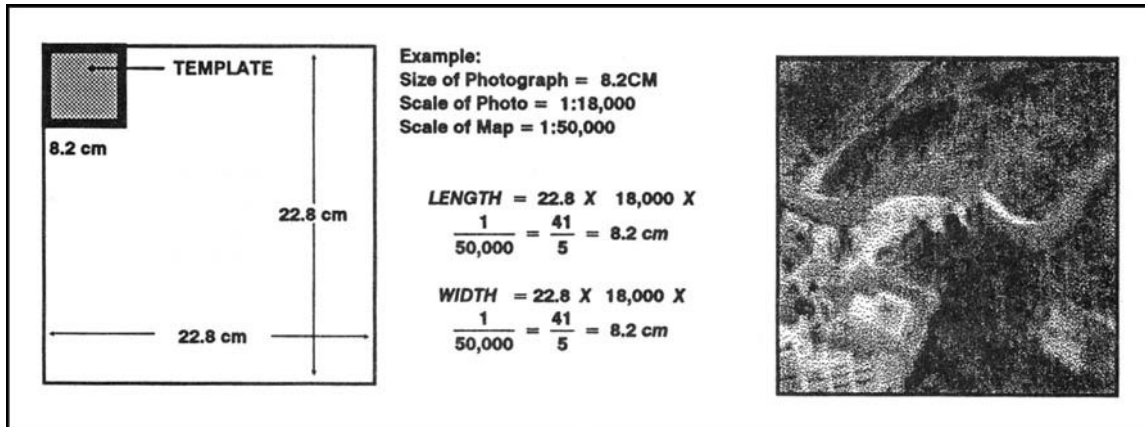 TEMPLATE
8.2 cm
22.8 cm
22.8 cm
Example:
Size of Photograph = 8.2CM
Scale of Photo = 1:18,000
Scale of Map = 1:50,000
LENGTH = 22.8 X 18,000 X
1/50,000 = 41/5 = 8.2 cm
WIDTH = 22.8 X 18,000 X
1/50,000 = 41/5 = 8.2 cm